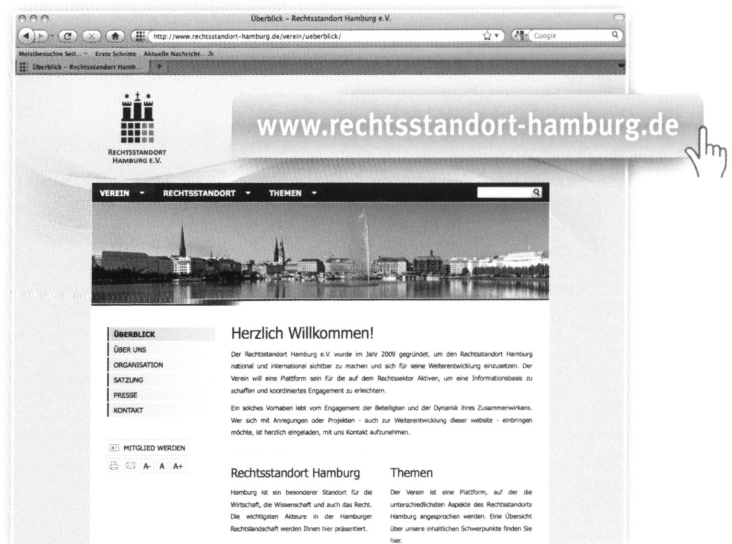 Überblick – Rechtsstandort Hamburg e.V.
http://www.rechtsstandort-hamburg.de/verein/ueberblick/
Google
Meistbesuchte Seit... Erste Schritte Aktuelle Nachricht...
Überblick – Rechtsstandort Hamb... +
www.rechtsstandort-hamburg.de
RECHTSSTANDORT
HAMBURG E.V.
VEREIN RECHTSSTANDORT THEMEN
ÜBERBLICK
ÜBER UNS
ORGANISATION
SATZUNG
PRESSE
KONTAKT
MITGLIED WERDEN
A- A A+
Herzlich Willkommen!
Der Rechtsstandort Hamburg e.V. wurde im Jahr 2009 gegründet, um den Rechtsstandort Hamburg
national und international sichtbar zu machen und sich für seine Weiterentwicklung einzusetzen. Der
Verein will eine Plattform sein für die auf dem Rechtssektor Aktiven, um eine Informationsbasis zu
schaffen und koordiniertes Engagement zu erleichtern.
Ein solches Vorhaben lebt vom Engagement der Beteiligten und der Dynamik ihres Zusammenwirkens.
Wer sich mit Anregungen oder Projekten - auch zur Weiterentwicklung dieser website - einbringen
möchte, ist herzlich eingeladen, mit uns Kontakt aufzunehmen.
Rechtsstandort Hamburg
Hamburg ist ein besonderer Standort für die
Wirtschaft, die Wissenschaft und auch das Recht.
Die wichtigsten Akteure in der Hamburger
Rechtslandschaft werden Ihnen hier präsentiert.
Themen
Der Verein ist eine Plattform, auf der die
unterschiedlichsten Aspekte des Rechtsstandorts
Hamburg angesprochen werden. Eine Übersicht
über unsere inhaltlichen Schwerpunkte finden Sie
hier.